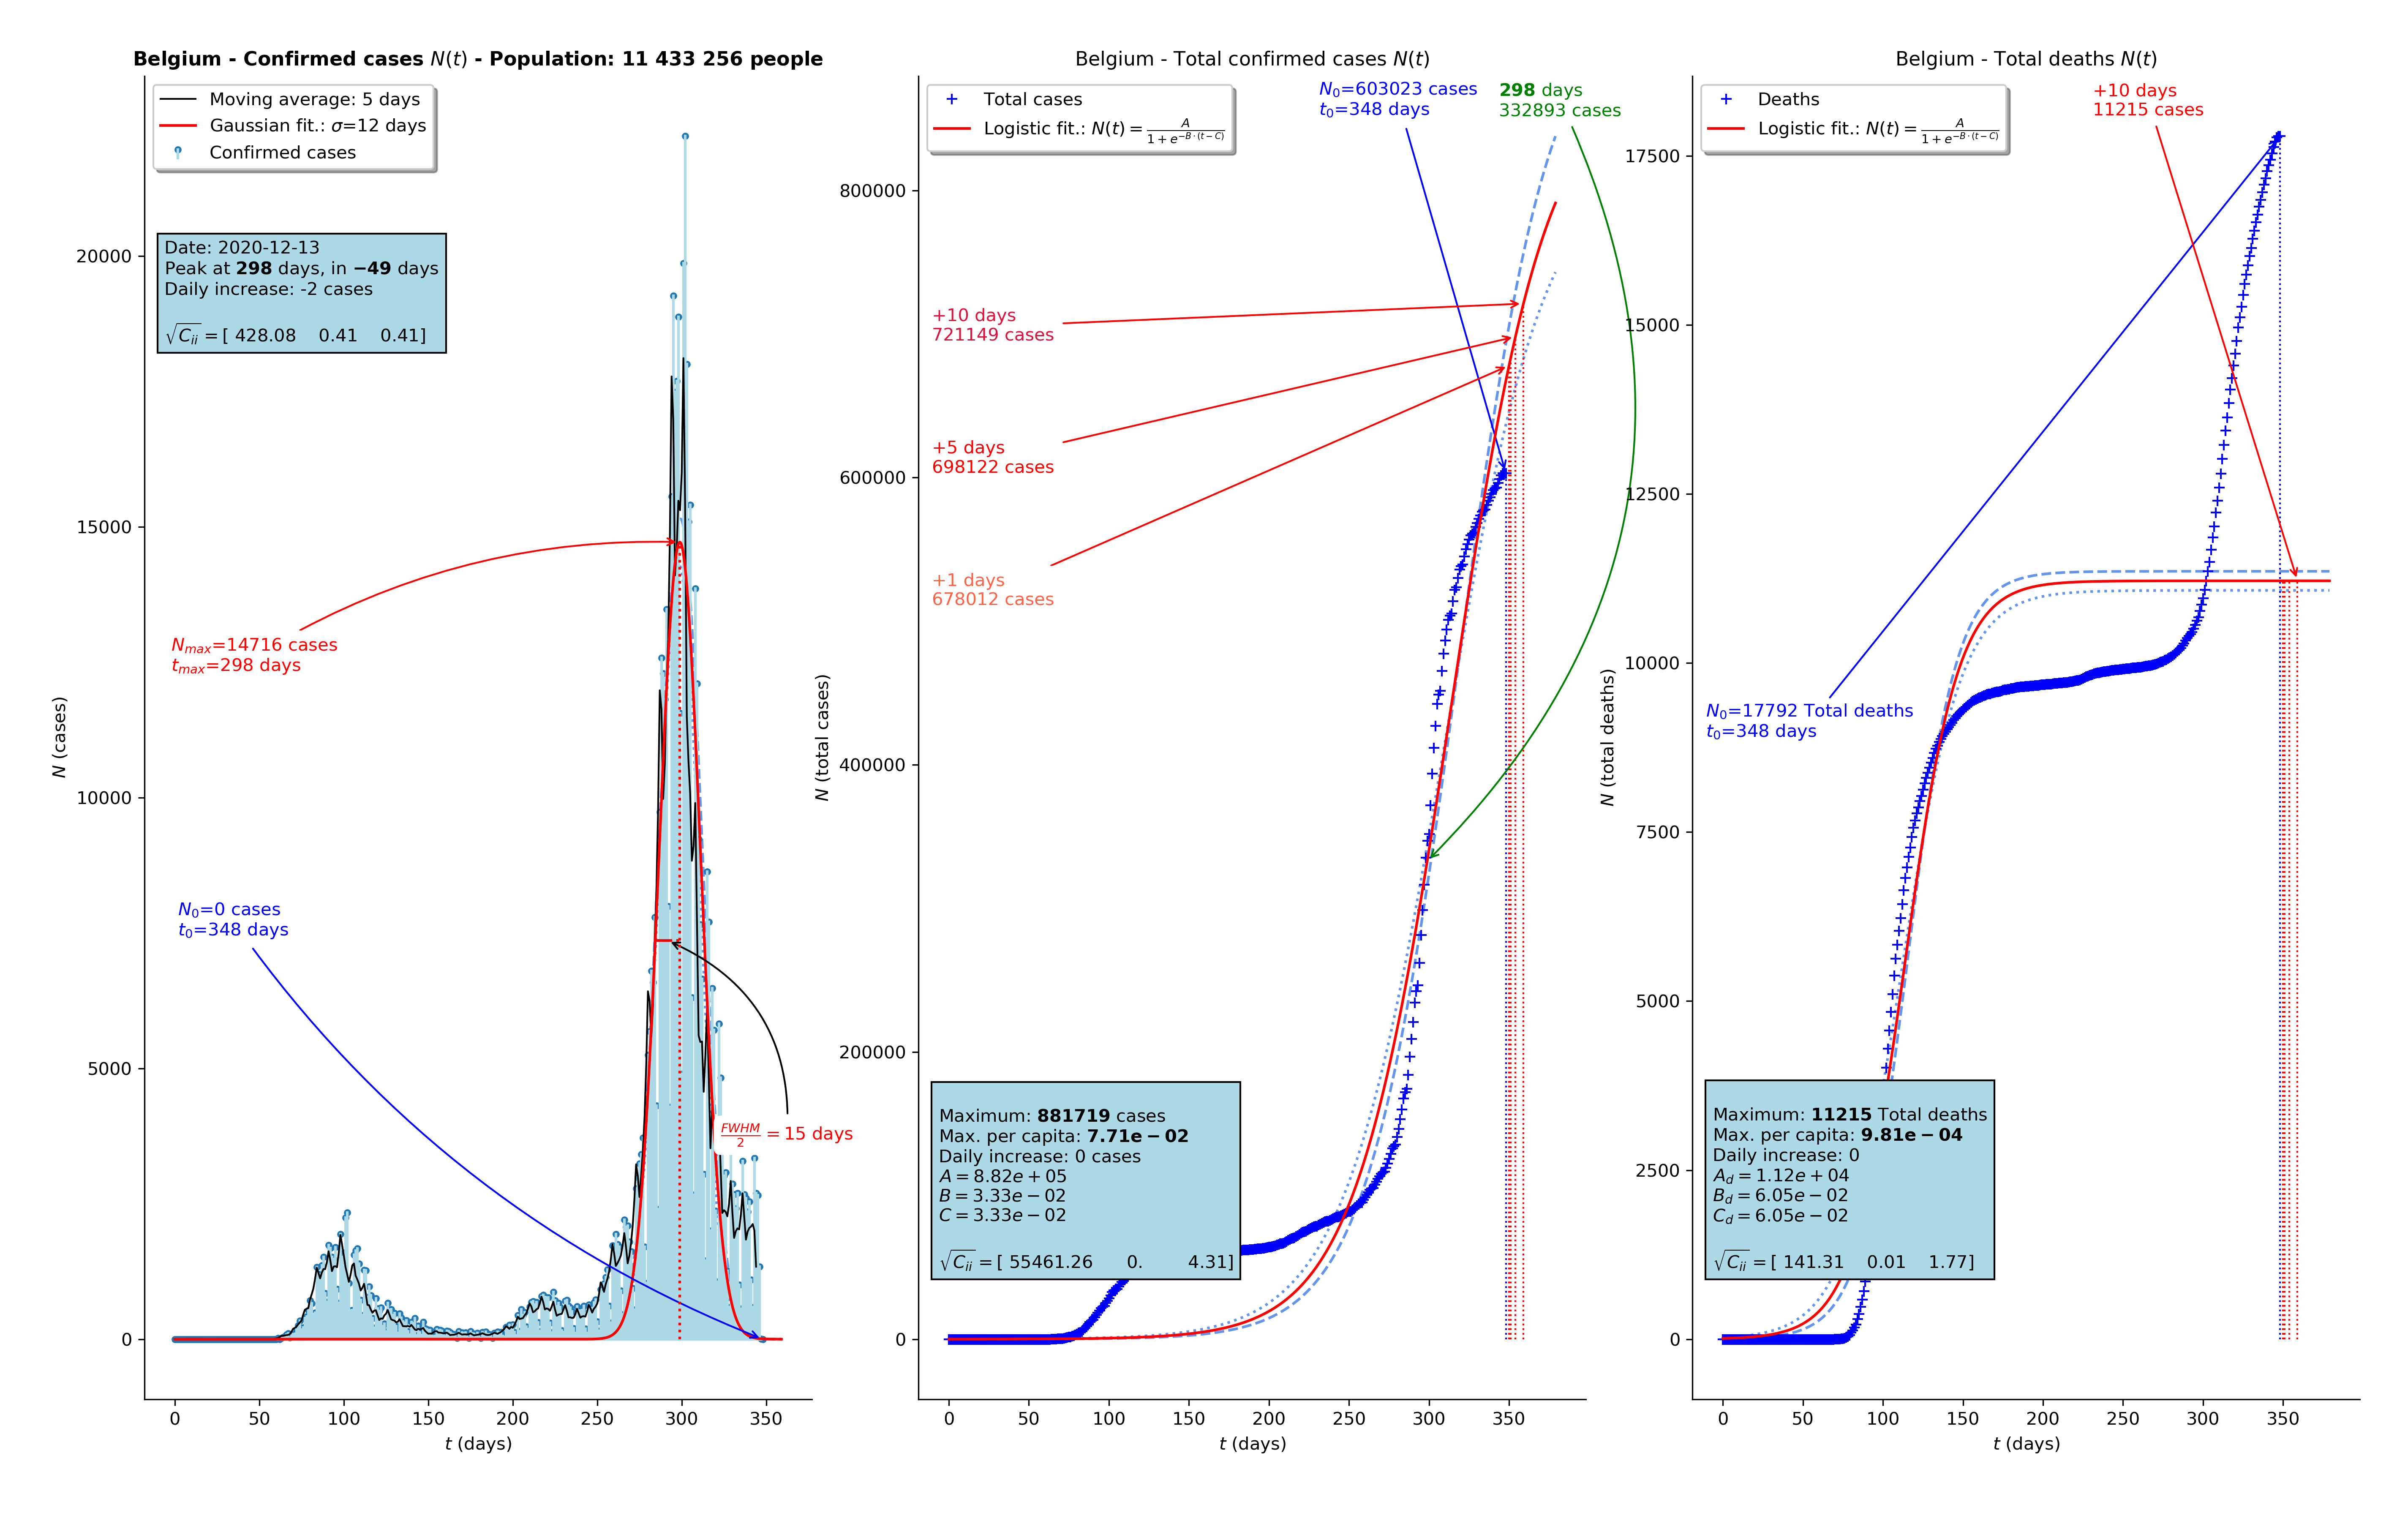 Belgium - Confirmed cases N(t) - Population: 11 433 256 people
Moving average: 5 days
Gaussian fit.: σ=12 days
Confirmed cases
Date: 2020-12-13
Peak at 298 days, in −49 days
Daily increase: -2 cases
√C_ii = [ 428.08 0.41 0.41]
N_max=14716 cases
t_max=298 days
N_0=0 cases
t_0=348 days
FWHM/2 = 15 days
N (cases)
20000
15000
10000
5000
0
0 50 100 150 200 250 300 350
t (days)
Belgium - Total confirmed cases N(t)
Total cases
Logistic fit.: N(t) = A/(1 + e^{−B·(t−C)})
N_0=603023 cases
t_0=348 days
298 days
332893 cases
+10 days
721149 cases
+5 days
698122 cases
+1 days
678012 cases
Maximum: 881719 cases
Max. per capita: 7.71e − 02
Daily increase: 0 cases
A = 8.82e + 05
B = 3.33e − 02
C = 3.33e − 02
√C_ii = [ 55461.26 0. 4.31]
N (total cases)
800000
600000
400000
200000
0
0 50 100 150 200 250 300 350
t (days)
Belgium - Total deaths N(t)
Deaths
Logistic fit.: N(t) = A/(1 + e^{−B·(t−C)})
+10 days
11215 cases
N_0=17792 Total deaths
t_0=348 days
Maximum: 11215 Total deaths
Max. per capita: 9.81e − 04
Daily increase: 0
A_d = 1.12e + 04
B_d = 6.05e − 02
C_d = 6.05e − 02
√C_ii = [ 141.31 0.01 1.77]
N (total deaths)
17500
15000
12500
10000
7500
5000
2500
0
0 50 100 150 200 250 300 350
t (days)